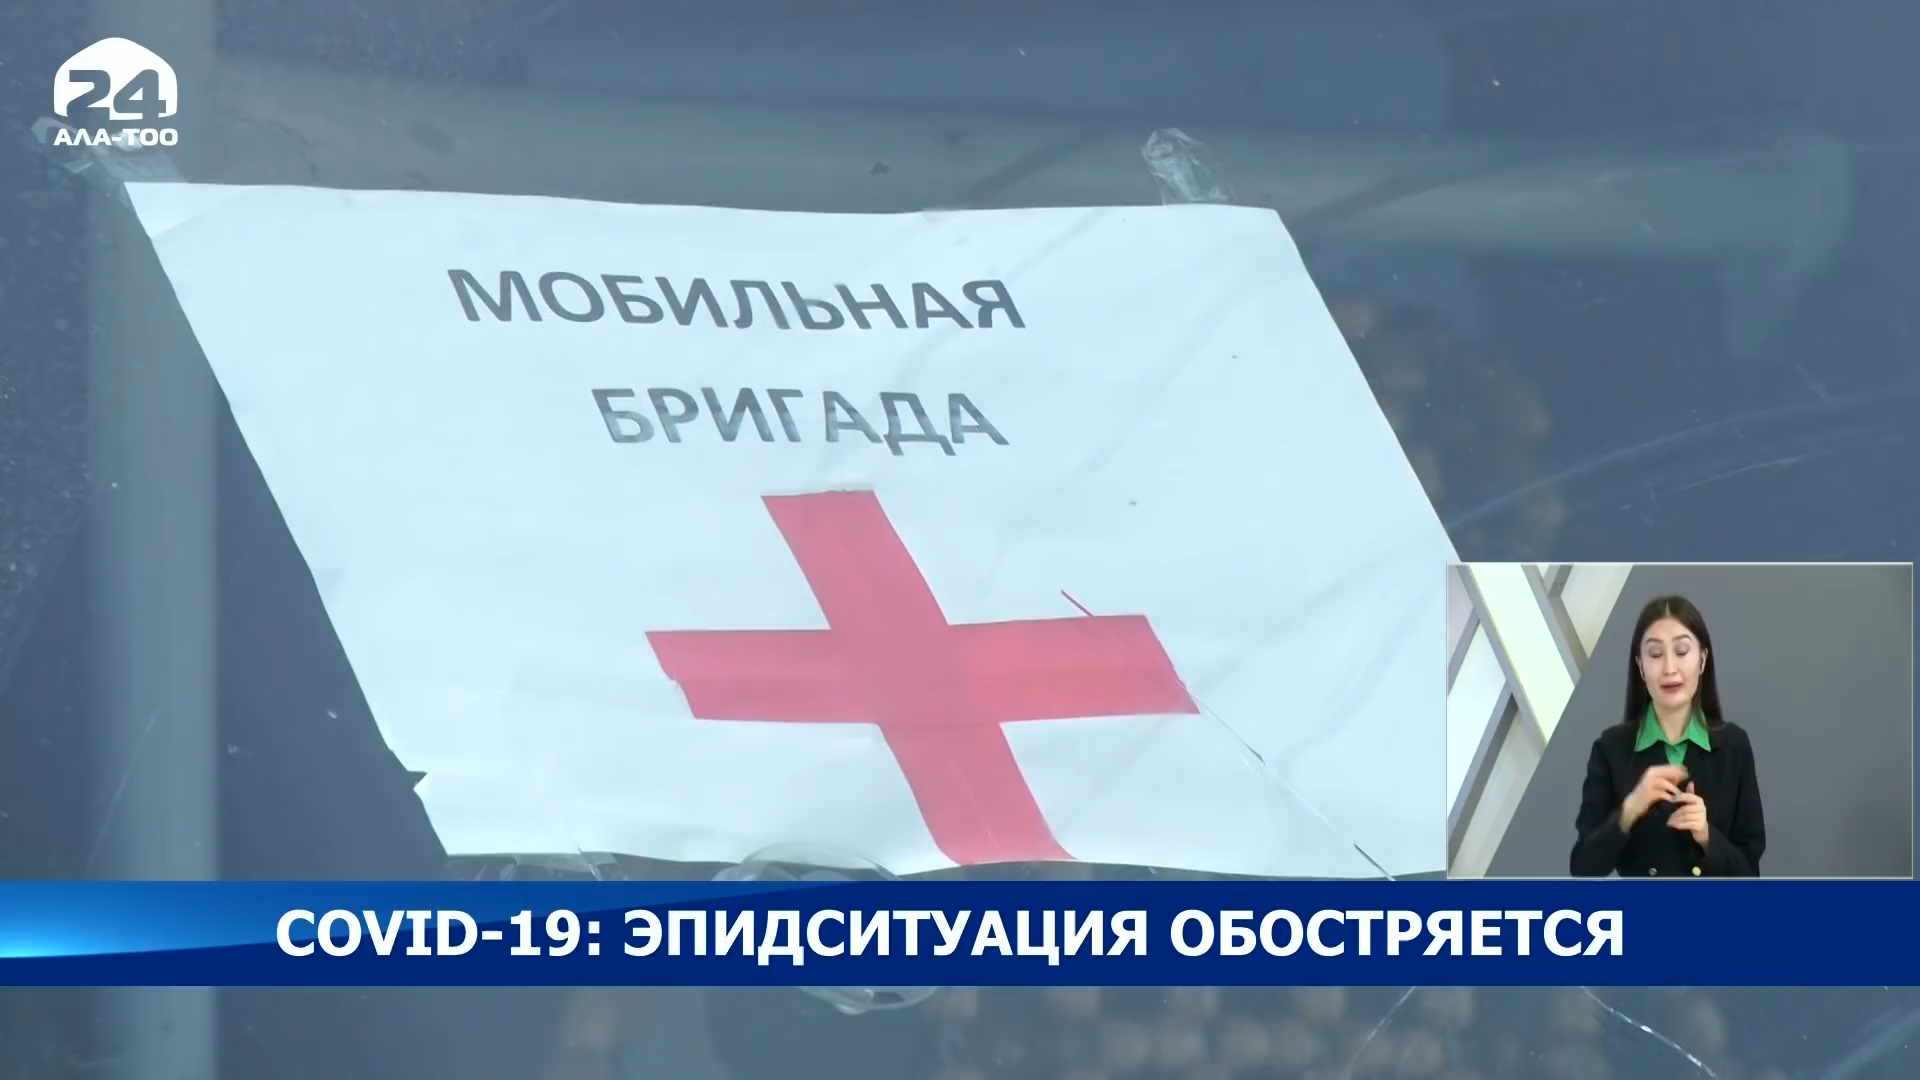 24
АЛА-ТОО
МОБИЛЬНАЯ
БРИГАДА
COVID-19: ЭПИДСИТУАЦИЯ ОБОСТРЯЕТСЯ